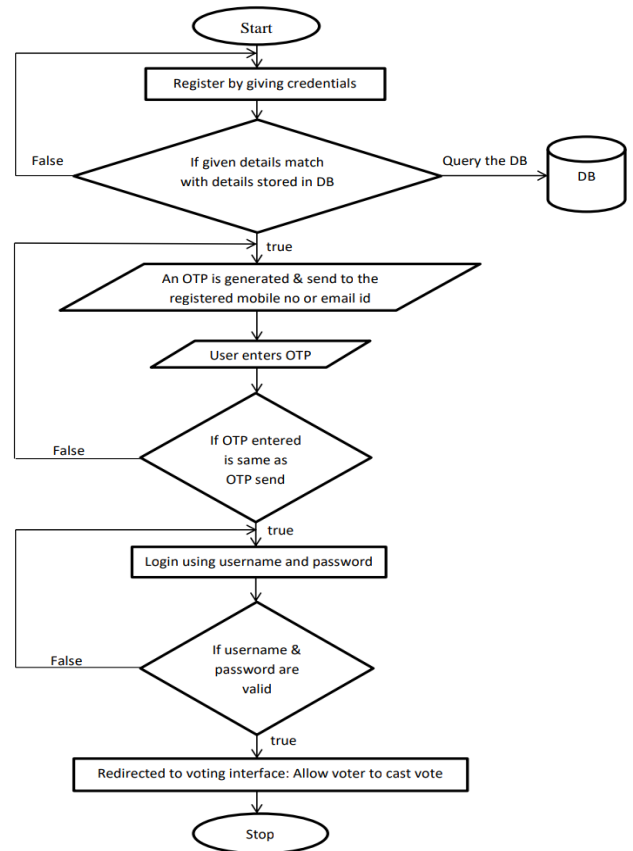 Start
Register by giving credentials
False
If given details match
with details stored in DB
Query the DB
DB
true
An OTP is generated & send to the
registered mobile no or email id
User enters OTP
False
If OTP entered
is same as
OTP send
true
Login using username and password
False
If username &
password are
valid
true
Redirected to voting interface: Allow voter to cast vote
Stop